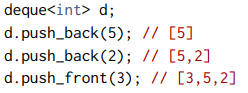 deque<int> d;
d.push_back(5); // [5]
d.push_back(2); // [5,2]
d.push_front(3); // [3,5,2]